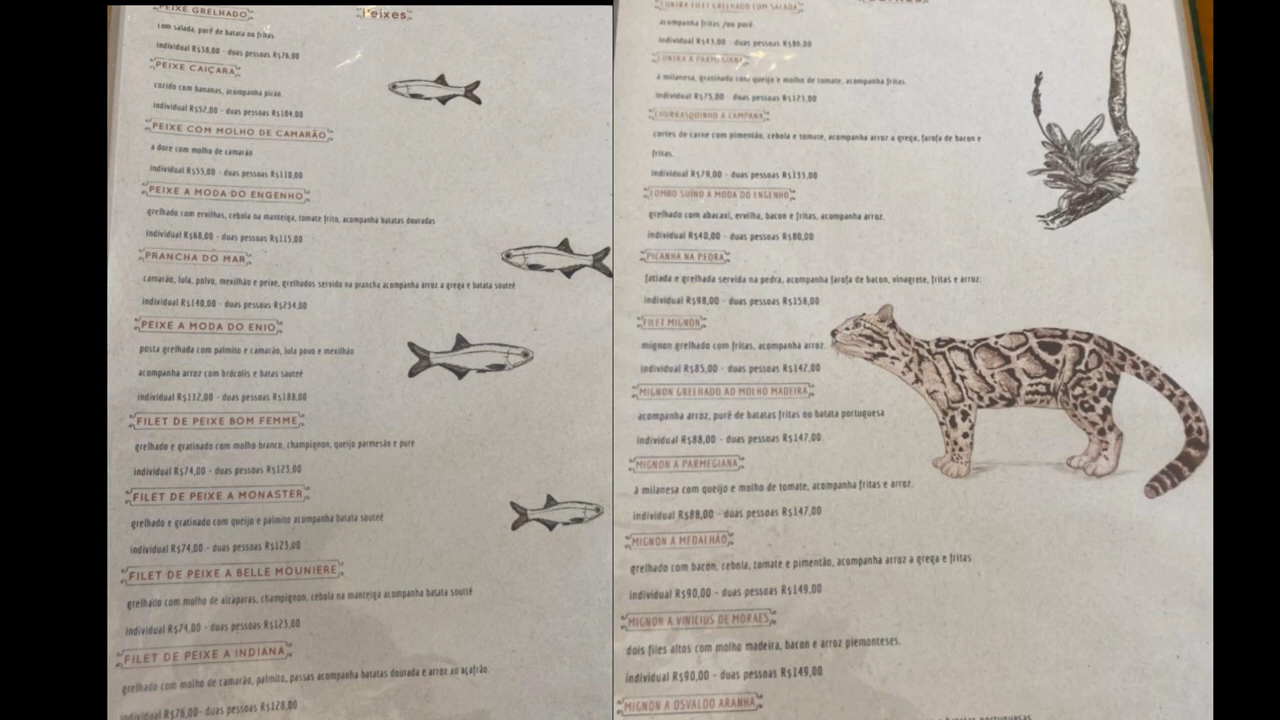 Peixes
PEIXE GRELHADO
com salada, purê de batata ou fritas
individual R$38,00 - duas pessoas R$76,00
PEIXE CAIÇARA
cozido com bananas, acompanha pirão
individual R$52,00 - duas pessoas R$104,00
PEIXE COM MOLHO DE CAMARÃO
a dore com molho de camarão
individual R$55,00 - duas pessoas R$110,00
PEIXE A MODA DO ENGENHO
grelhado com ervilhas, cebola na manteiga, tomate frito, acompanha batatas douradas
individual R$68,00 - duas pessoas R$115,00
PRANCHA DO MAR
camarão, lula, polvo, mexilhão e peixe, grelhados servido na prancha acompanha arroz a grega e batata souteé
individual R$140,00 - duas pessoas R$234,00
PEIXE A MODA DO ENIO
posta grelhada com palmito e camarão, lula povo e mexilhão
acompanha arroz com brócolis e batas sauteé
individual R$112,00 - duas pessoas R$188,00
FILET DE PEIXE BOM FEMME
grelhado e gratinado com molho branco, champignon, queijo parmesão e pure
individual R$74,00 - duas pessoas R$123,00
FILET DE PEIXE A MONASTER
grelhado e gratinado com queijo e palmito acompanha batata souteé
individual R$74,00 - duas pessoas R$123,00
FILET DE PEIXE A BELLE MOUNIERE
grelhado com molho de alcaparas, champignon, cebola na manteiga acompanha batata soutté
individual R$74,00 - duas pessoas R$123,00
FILET DE PEIXE A INDIANA
grelhado com molho de camarão, palmito, passas acompanha batatas dourada e arroz ao açafrão.
individual R$76,00- duas pessoas R$128,00
CONTRA FILET GRELHADO COM SALADA
acompanha fritas /ou purê
individual R$43,00 - duas pessoas R$86,00
CONTRA A PARMEGIANA
à milanesa, gratinada com queijo e molho de tomate, acompanha fritas.
individual R$75,00 - duas pessoas R$123,00
CHURRASQUINHO A CAMPANA
cortes de carne com pimentão, cebola e tomate, acompanha arroz a grega, farofa de bacon e
fritas.
individual R$79,00 - duas pessoas R$133,00
LOMBO SUÍNO A MODA DO ENGENHO
grelhado com abacaxi, ervilha, bacon e fritas, acompanha arroz.
individual R$40,00 - duas pessoas R$80,00
PICANHA NA PEDRA
fatiada e grelhada servida na pedra, acompanha farofa de bacon, vinagrete, fritas e arroz.
individual R$98,00 - duas pessoas R$158,00
FILET MIGNON
mignon grelhado com fritas, acompanha arroz.
individual R$85,00 - duas pessoas R$142,00
MIGNON GRELHADO AO MOLHO MADEIRA
acompanha arroz, purê de batatas fritas ou batata portuguesa
individual R$88,00 - duas pessoas R$147,00
MIGNON A PARMEGIANA
à milanesa com queijo e molho de tomate, acompanha fritas e arroz.
individual R$88,00 - duas pessoas R$147,00
MIGNON A MEDALHÃO
grelhado com bacon, cebola, tomate e pimentão, acompanha arroz a grega e fritas
individual R$90,00 - duas pessoas R$149,00
MIGNON A VINÍCIUS DE MORAES
dois files altos com molho madeira, bacon e arroz piemonteses.
individual R$90,00 - duas pessoas R$149,00
MIGNON A OSVALDO ARANHA